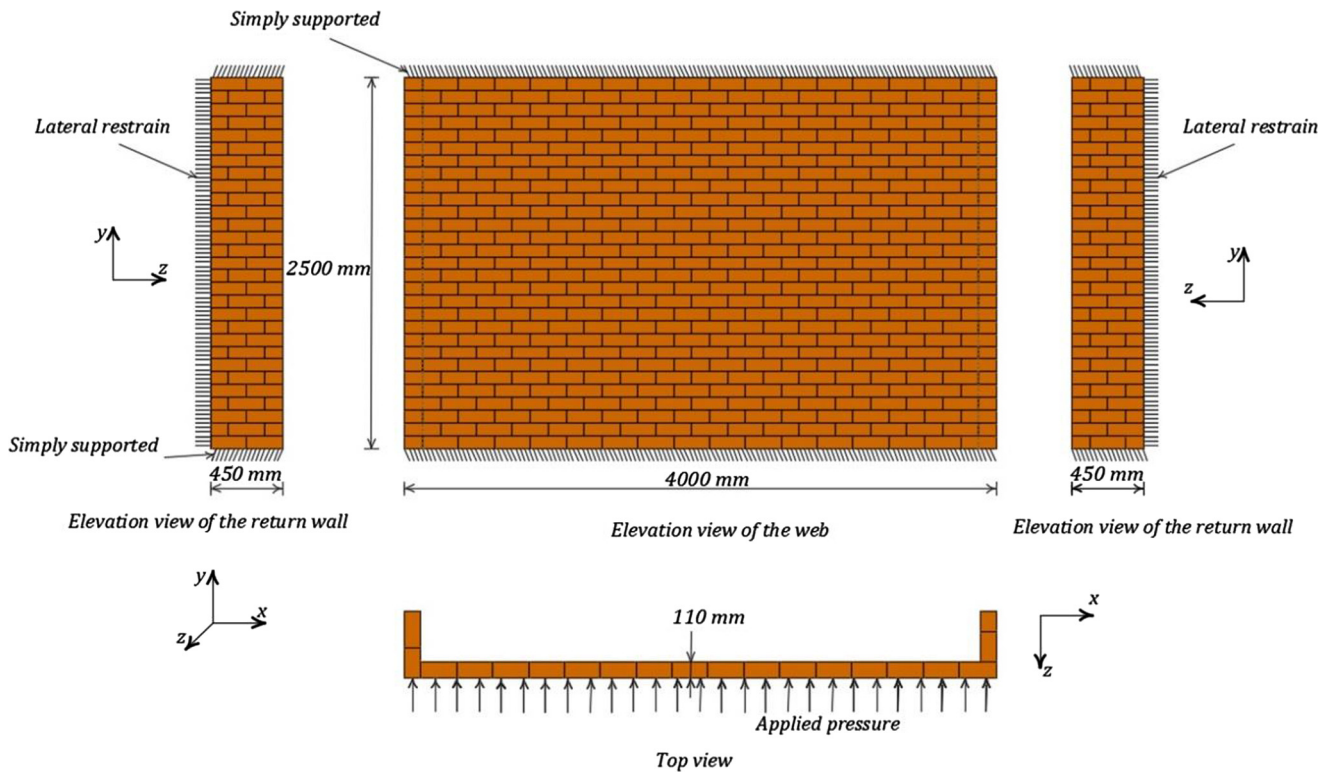 Simply supported
Lateral restrain
Lateral restrain
y
z
2500 mm
y
z
Simply supported
450 mm
4000 mm
450 mm
Elevation view of the return wall
Elevation view of the web
Elevation view of the return wall
y
x
z
110 mm
x
z
Applied pressure
Top view